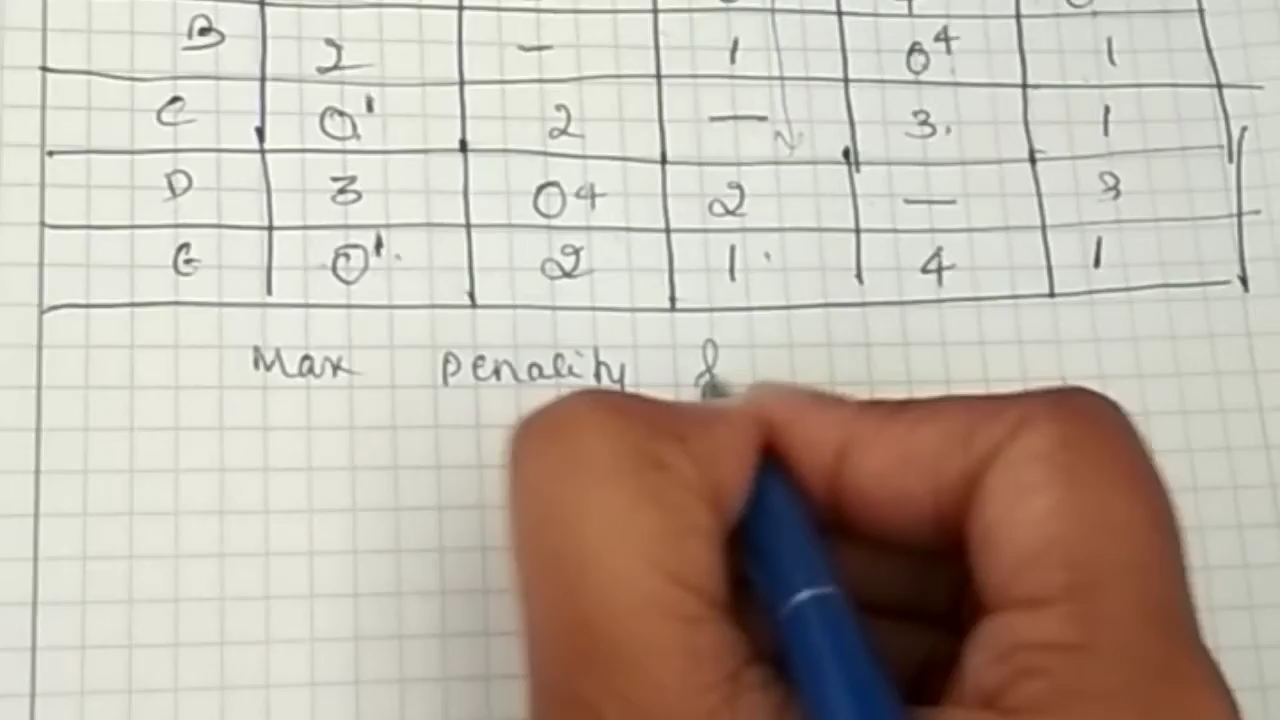 B 2 – 1 0⁴ 1
C 0¹ 2 – 3. 1
D 3 0⁴ 2 – 3
E 0¹. 2 1. 4 1
Max penality